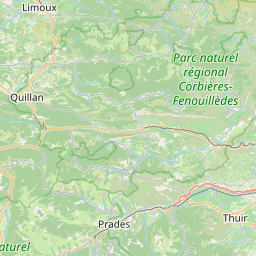 Limoux
Parc naturel
régional
Corbières-
Fenouillèdes
Quillan
Thuir
Prades
naturel